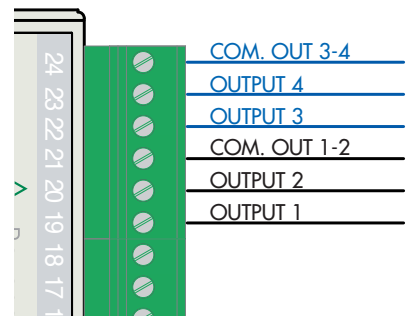 COM. OUT 3-4
OUTPUT 4
OUTPUT 3
COM. OUT 1-2
OUTPUT 2
OUTPUT 1
24
23
22
21
20
19
18
17